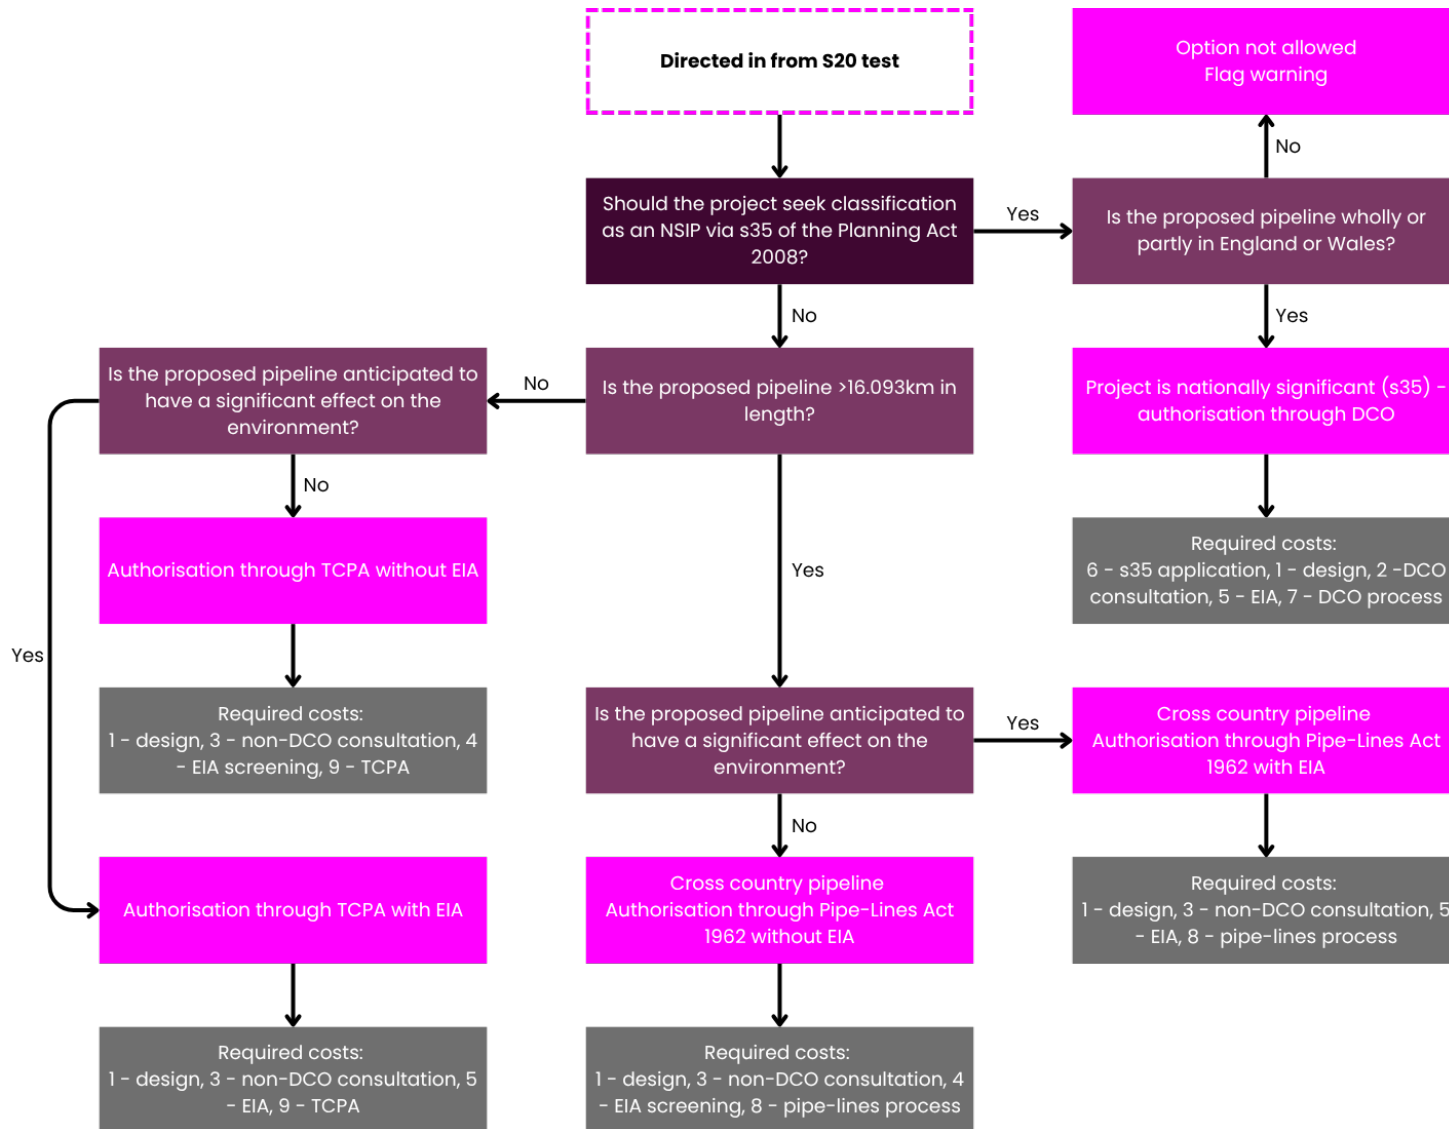 Directed in from S20 test
Option not allowed
Flag warning
No
Should the project seek classification
as an NSIP via s35 of the Planning Act
2008?
Yes
Is the proposed pipeline wholly or
partly in England or Wales?
No
Yes
Is the proposed pipeline anticipated to
have a significant effect on the
environment?
No
Is the proposed pipeline >16.093km in
length?
Project is nationally significant (s35) -
authorisation through DCO
No
Authorisation through TCPA without EIA
Yes
Required costs:
6 - s35 application, 1 - design, 2 -DCO
consultation, 5 - EIA, 7 - DCO process
Yes
Required costs:
1 - design, 3 - non-DCO consultation, 4
- EIA screening, 9 - TCPA
Is the proposed pipeline anticipated to
have a significant effect on the
environment?
Yes
Cross country pipeline
Authorisation through Pipe-Lines Act
1962 with EIA
No
Authorisation through TCPA with EIA
Cross country pipeline
Authorisation through Pipe-Lines Act
1962 without EIA
Required costs:
1 - design, 3 - non-DCO consultation, 5
- EIA, 8 - pipe-lines process
Required costs:
1 - design, 3 - non-DCO consultation, 5
- EIA, 9 - TCPA
Required costs:
1 - design, 3 - non-DCO consultation, 4
- EIA screening, 8 - pipe-lines process